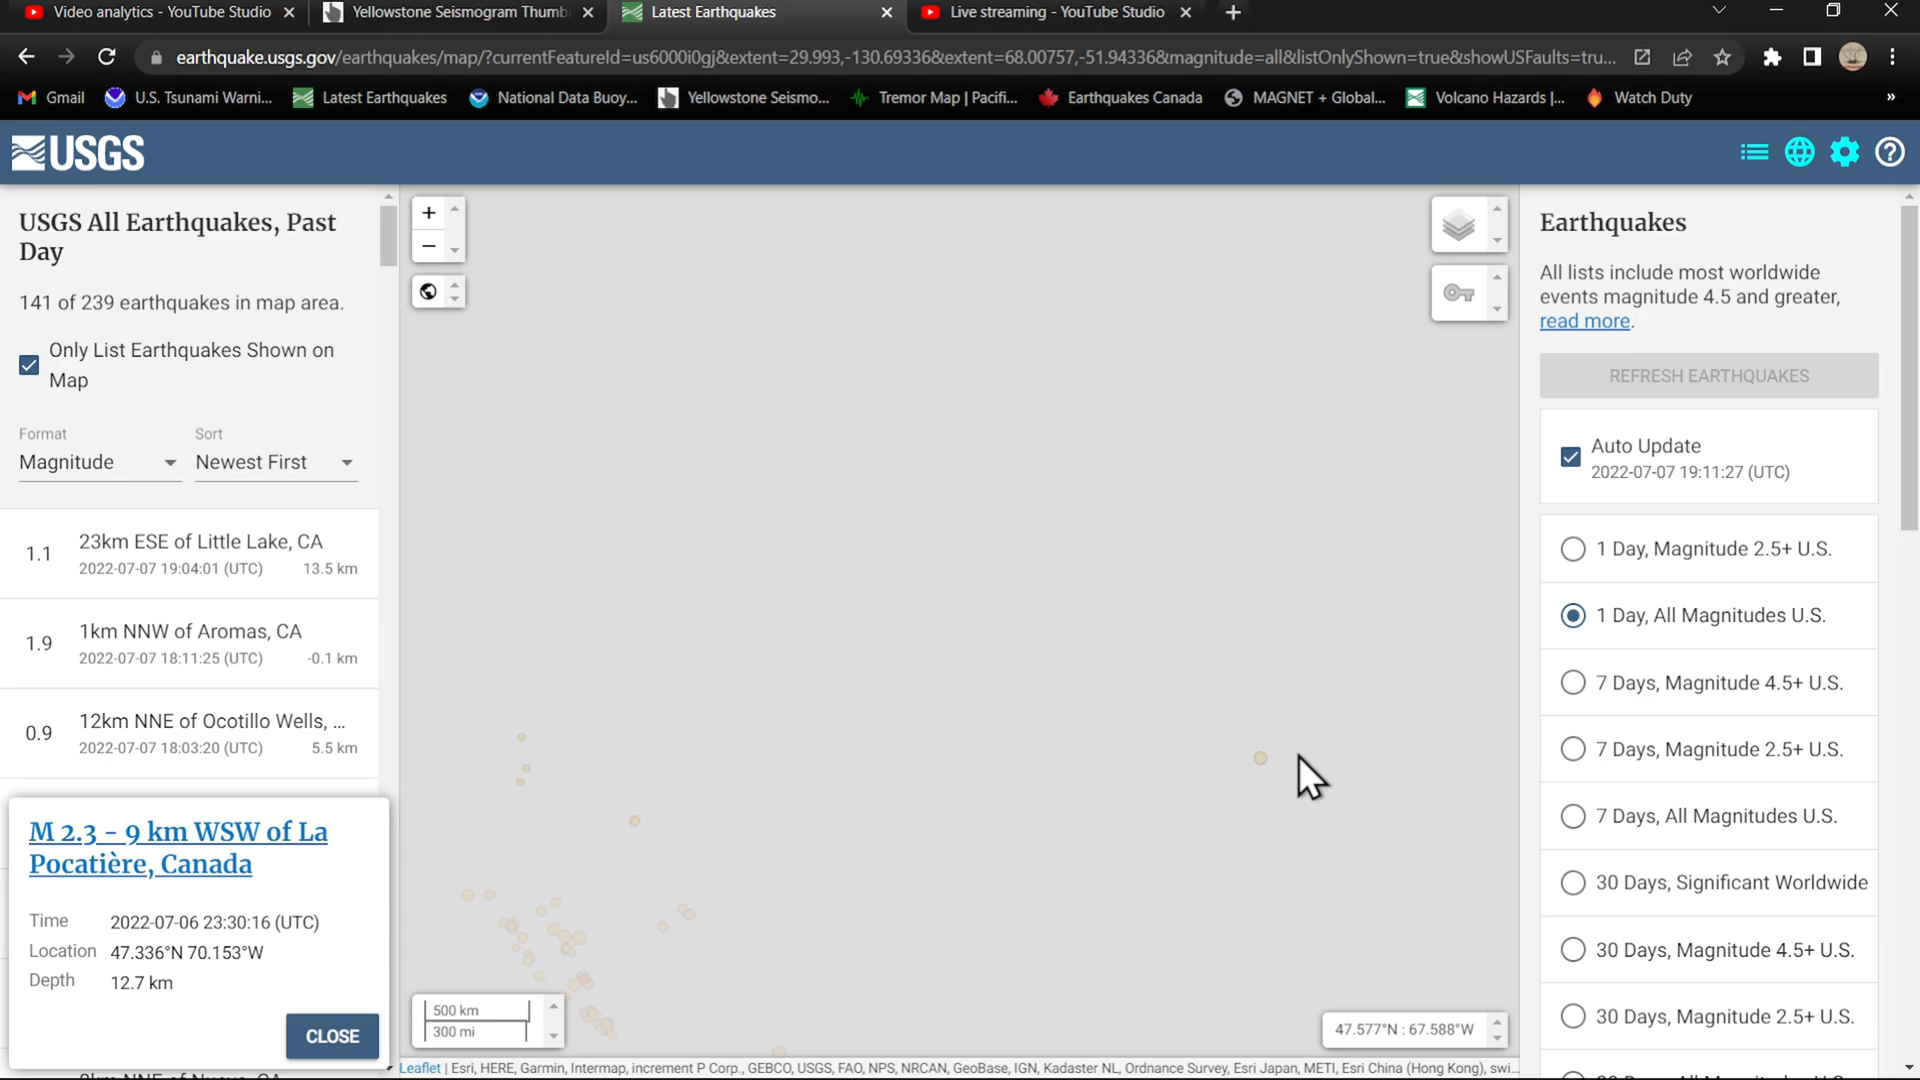 Video analytics - YouTube Studio
Yellowstone Seismogram Thumb
Latest Earthquakes
Live streaming - YouTube Studio
earthquake.usgs.gov/earthquakes/map/?currentFeatureId=us6000i0gj&extent=29.993,-130.69336&extent=68.00757,-51.94336&magnitude=all&listOnlyShown=true&showUSFaults=tru...
Gmail
U.S. Tsunami Warni...
Latest Earthquakes
National Data Buoy...
Yellowstone Seismo...
Tremor Map | Pacifi...
Earthquakes Canada
MAGNET + Global...
Volcano Hazards |...
Watch Duty
»
USGS
USGS All Earthquakes, Past
Day
141 of 239 earthquakes in map area.
Only List Earthquakes Shown on
Map
Format
Sort
Magnitude
Newest First
1.1
23km ESE of Little Lake, CA
2022-07-07 19:04:01 (UTC) 13.5 km
1.9
1km NNW of Aromas, CA
2022-07-07 18:11:25 (UTC) -0.1 km
0.9
12km NNE of Ocotillo Wells, ...
2022-07-07 18:03:20 (UTC) 5.5 km
M 2.3 - 9 km WSW of La
Pocatière, Canada
Time 2022-07-06 23:30:16 (UTC)
Location 47.336°N 70.153°W
Depth 12.7 km
CLOSE
+
−
500 km
300 mi
47.577°N : 67.588°W
Leaflet | Esri, HERE, Garmin, Intermap, increment P Corp., GEBCO, USGS, FAO, NPS, NRCAN, GeoBase, IGN, Kadaster NL, Ordnance Survey, Esri Japan, METI, Esri China (Hong Kong), swi...
Earthquakes
All lists include most worldwide
events magnitude 4.5 and greater,
read more.
REFRESH EARTHQUAKES
Auto Update
2022-07-07 19:11:27 (UTC)
1 Day, Magnitude 2.5+ U.S.
1 Day, All Magnitudes U.S.
7 Days, Magnitude 4.5+ U.S.
7 Days, Magnitude 2.5+ U.S.
7 Days, All Magnitudes U.S.
30 Days, Significant Worldwide
30 Days, Magnitude 4.5+ U.S.
30 Days, Magnitude 2.5+ U.S.